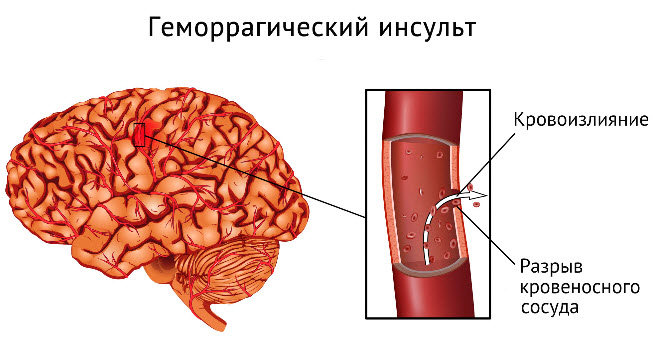 Геморрагический инсульт
Кровоизлияние
Разрыв
кровеносного
сосуда